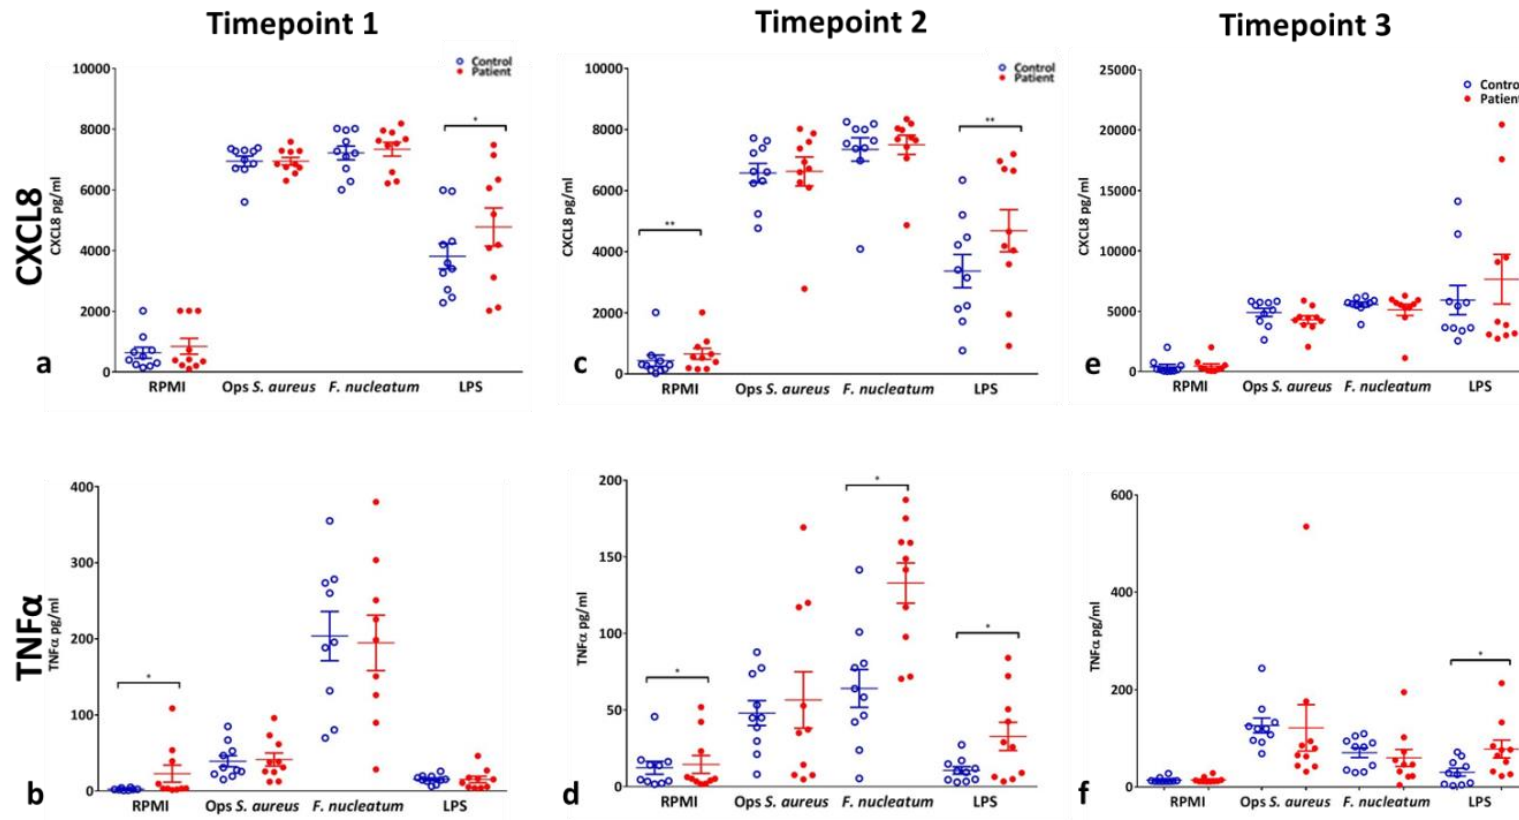 Timepoint 1
Timepoint 2
Timepoint 3
CXCL8
CXCL8 pg/ml
10000
8000
6000
4000
2000
0
Control
Patient
*
RPMI
Ops S. aureus
F. nucleatum
LPS
a
CXCL8 pg/ml
10000
8000
6000
4000
2000
0
Control
Patient
**
**
RPMI
Ops S. aureus
F. nucleatum
LPS
c
CXCL8 pg/ml
25000
20000
15000
10000
5000
0
Contro
Patient
RPMI
Ops S. aureus
F. nucleatum
LPS
e
TNFα
TNFα pg/ml
400
300
200
100
0
*
RPMI
Ops S. aureus
F. nucleatum
LPS
b
TNFα pg/ml
200
150
100
50
0
*
*
*
RPMI
Ops S. aureus
F. nucleatum
LPS
d
TNFα pg/ml
600
400
200
0
*
RPMI
Ops S. aureus
F. nucleatum
LPS
f